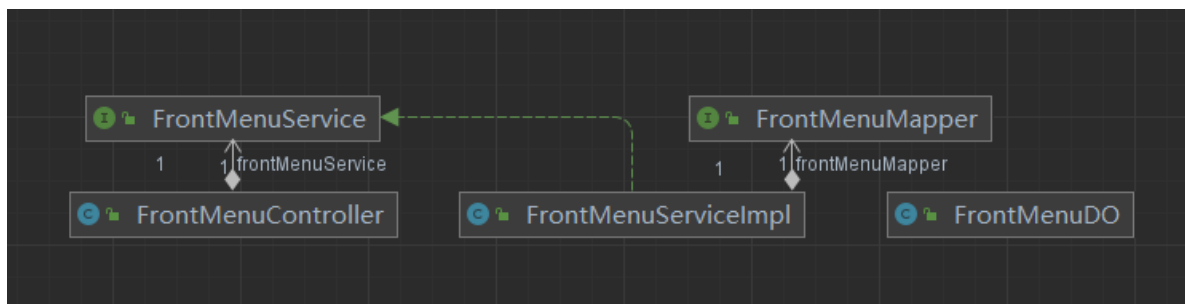 FrontMenuService
FrontMenuMapper
1
1 frontMenuService
1
1 frontMenuMapper
FrontMenuController
FrontMenuServiceImpl
FrontMenuDO